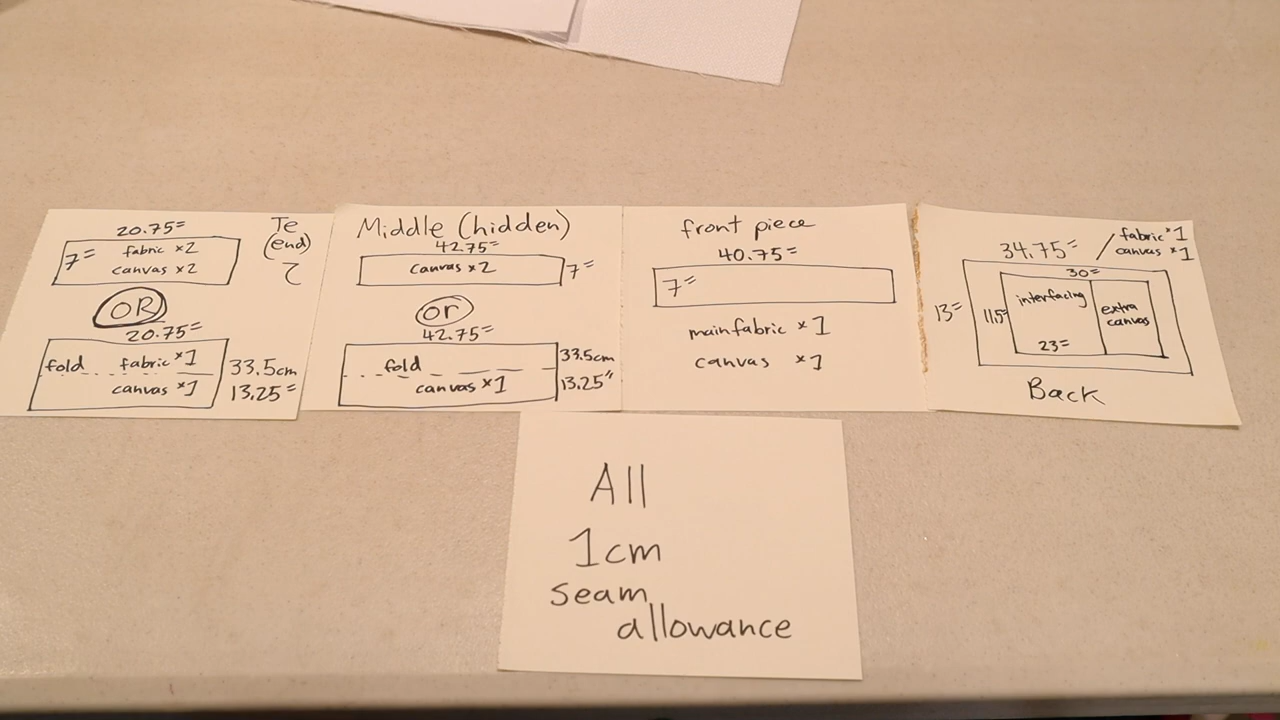 20.75"
Te
(end)
7"
fabric ×2
canvas ×2
OR
20.75"
fold
fabric ×1
canvas ×1
33.5cm
13.25"
Middle (hidden)
42.75"
canvas ×2
7"
or
42.75"
fold
canvas ×1
33.5cm
13.25"
front piece
40.75"
7"
main fabric ×1
canvas ×1
34.75"
fabric ×1
canvas ×1
30"
13"
11.5"
interfacing
extra
canvas
23"
Back
All
1cm
seam
allowance